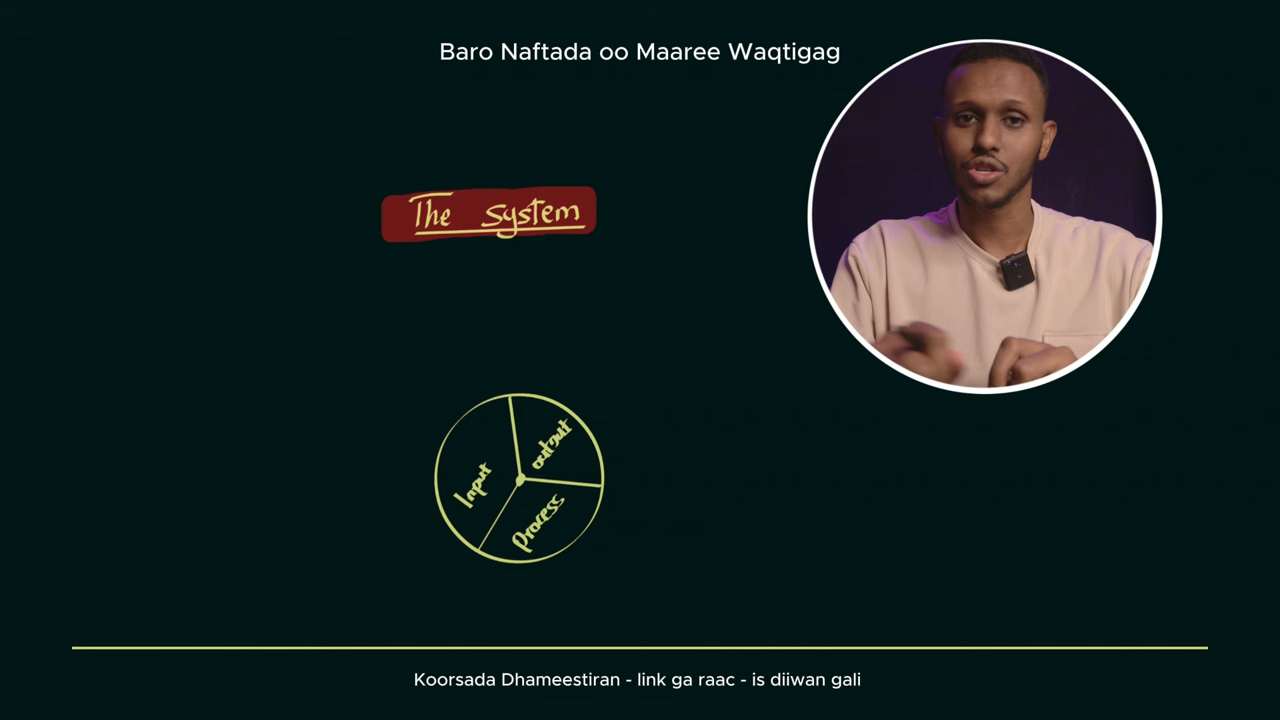 Baro Naftada oo Maaree Waqtigag
The system
Input
output
process
Koorsada Dhameestiran - link ga raac - is diiwan gali